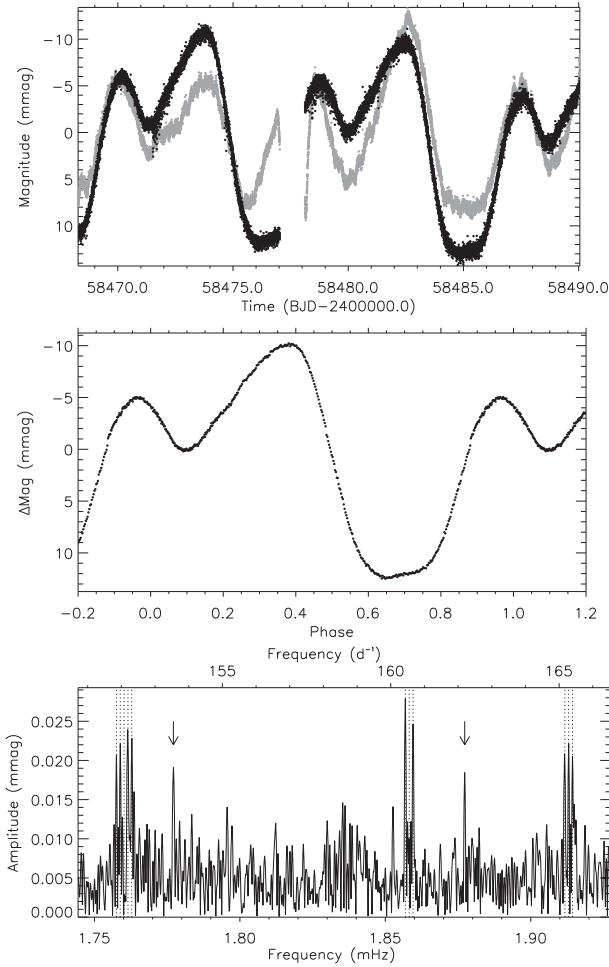 -10
-5
0
5
10
Magnitude (mmag)
58470.0 58475.0 58480.0 58485.0 58490.0
Time (BJD-2400000.0)
-10
-5
0
5
10
ΔMag (mmag)
-0.2 0.0 0.2 0.4 0.6 0.8 1.0 1.2
Phase
Frequency (d⁻¹)
155 160 165
0.025
0.020
0.015
0.010
0.005
0.000
Amplitude (mmag)
1.75 1.80 1.85 1.90
Frequency (mHz)